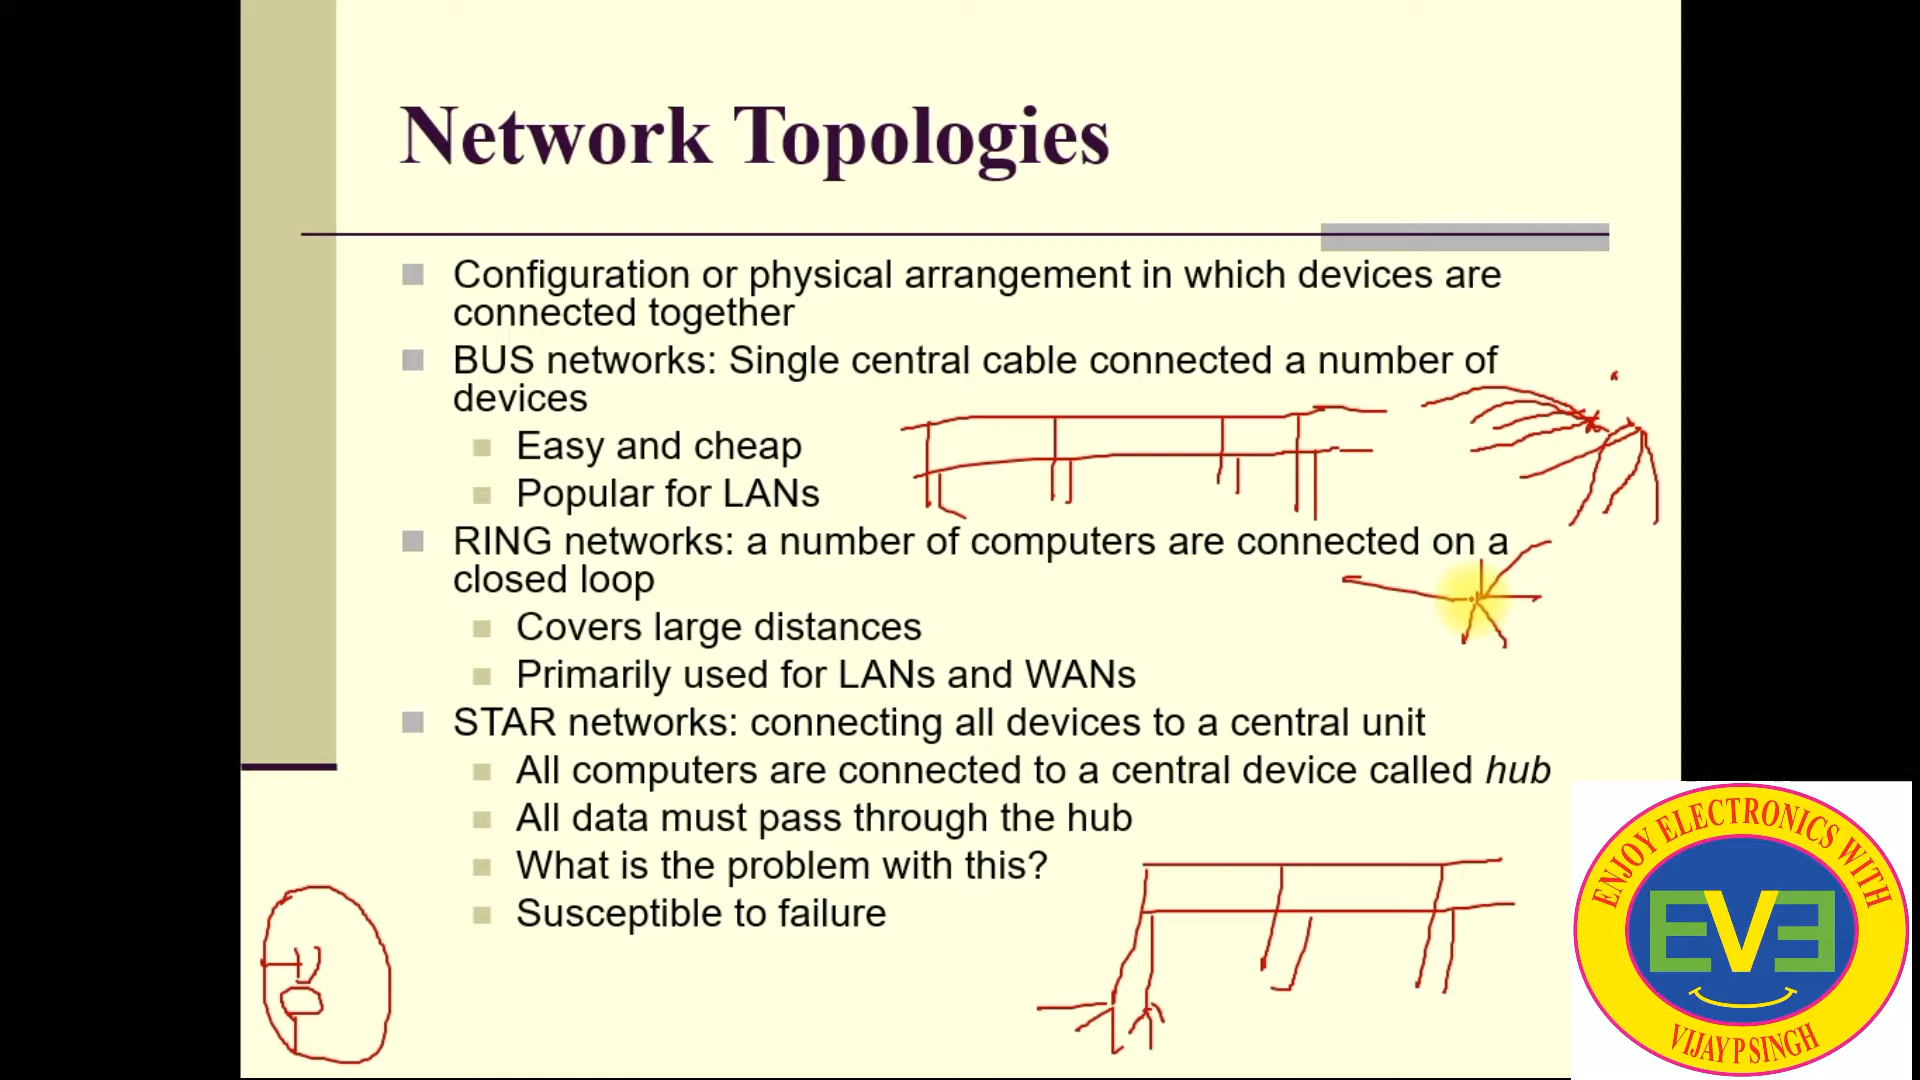 Network Topologies
Configuration or physical arrangement in which devices are
connected together
BUS networks: Single central cable connected a number of
devices
Easy and cheap
Popular for LANs
RING networks: a number of computers are connected on a
closed loop
Covers large distances
Primarily used for LANs and WANs
STAR networks: connecting all devices to a central unit
All computers are connected to a central device called hub
All data must pass through the hub
What is the problem with this?
Susceptible to failure
ENJOY ELECTRONICS WITH
EVE
VIJAY P SINGH